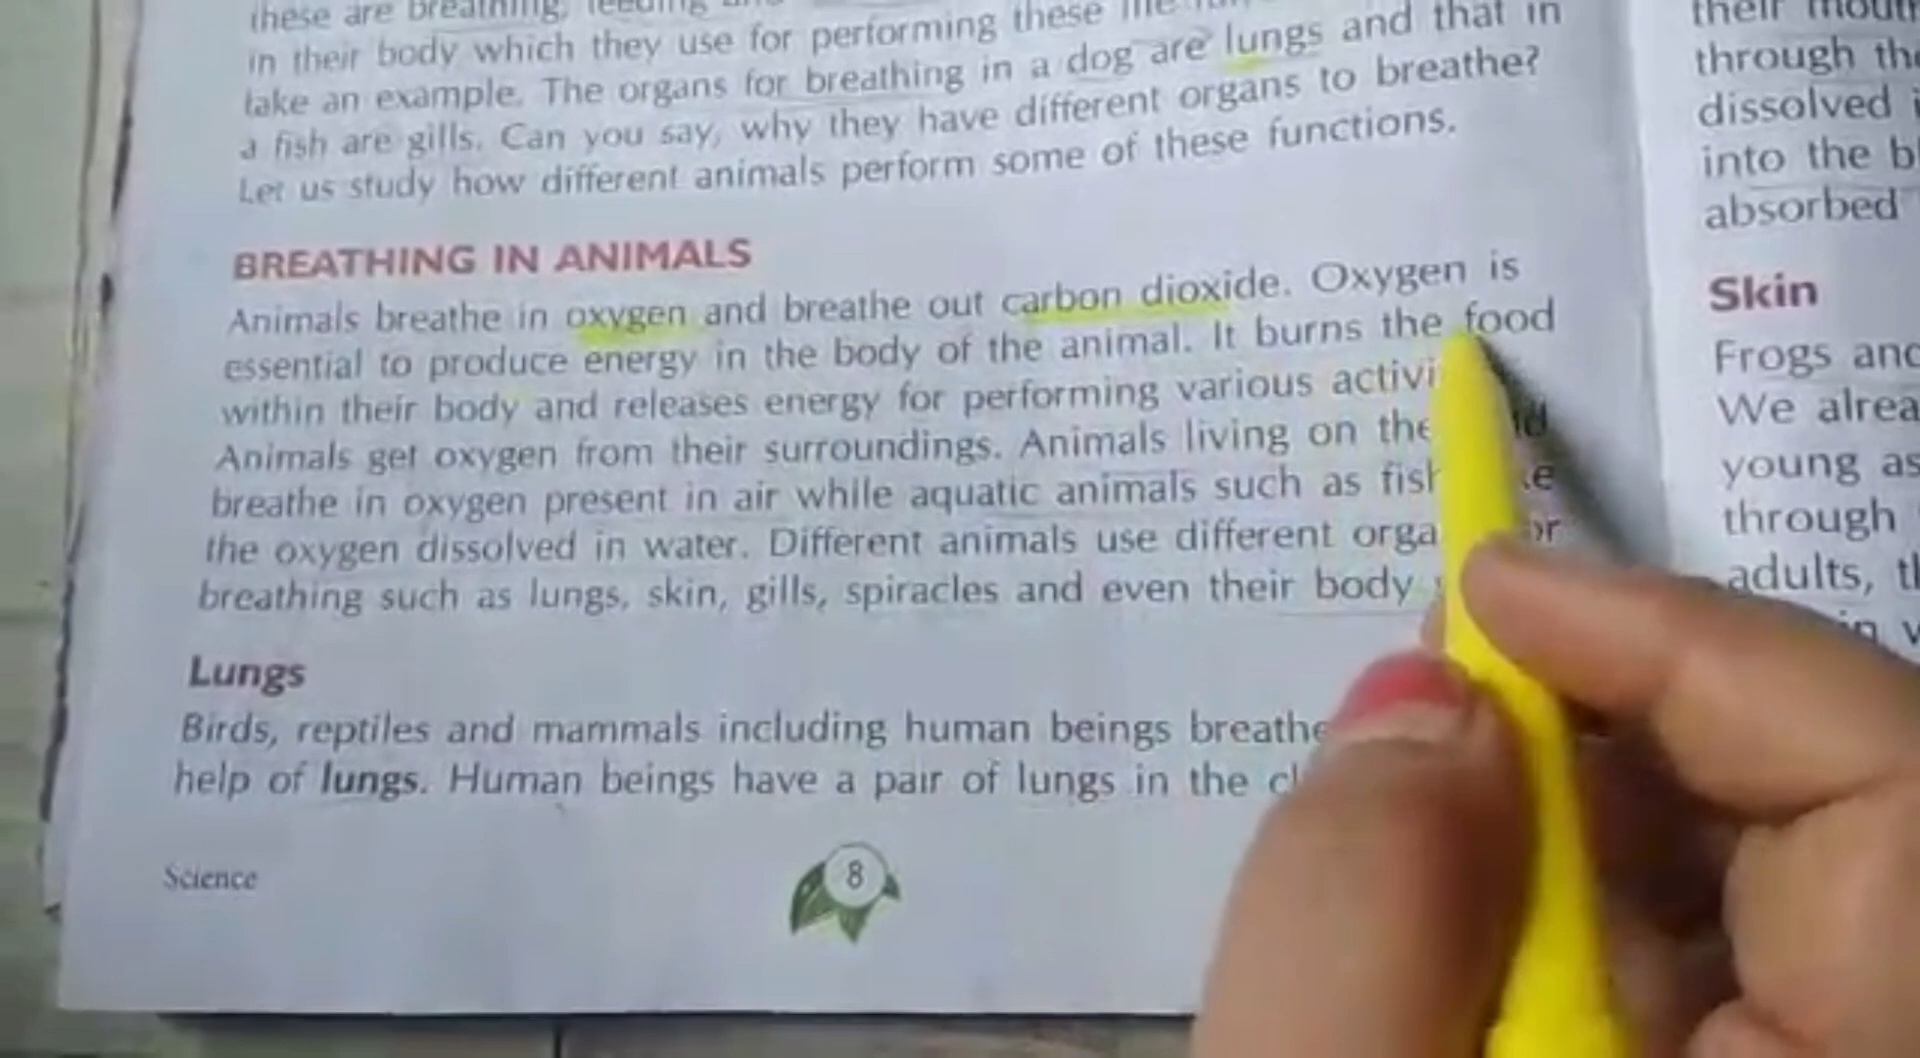 these are breathing, feeding
in their body which they use for performing these
take an example. The organs for breathing in a dog are lungs and that in
a fish are gills. Can you say, why they have different organs to breathe?
Let us study how different animals perform some of these functions.
BREATHING IN ANIMALS
Animals breathe in oxygen and breathe out carbon dioxide. Oxygen is
essential to produce energy in the body of the animal. It burns the food
within their body and releases energy for performing various
Animals get oxygen from their surroundings. Animals living on the
breathe in oxygen present in air while aquatic animals such as
the oxygen dissolved in water. Different animals use different
breathing such as lungs, skin, gills, spiracles and even their body
Lungs
Birds, reptiles and mammals including human beings breathe
help of lungs. Human beings have a pair of lungs in the
Science
8
their
through
dissolved
into the
absorbed
Skin
Frogs
We
young as
through
adults,
in